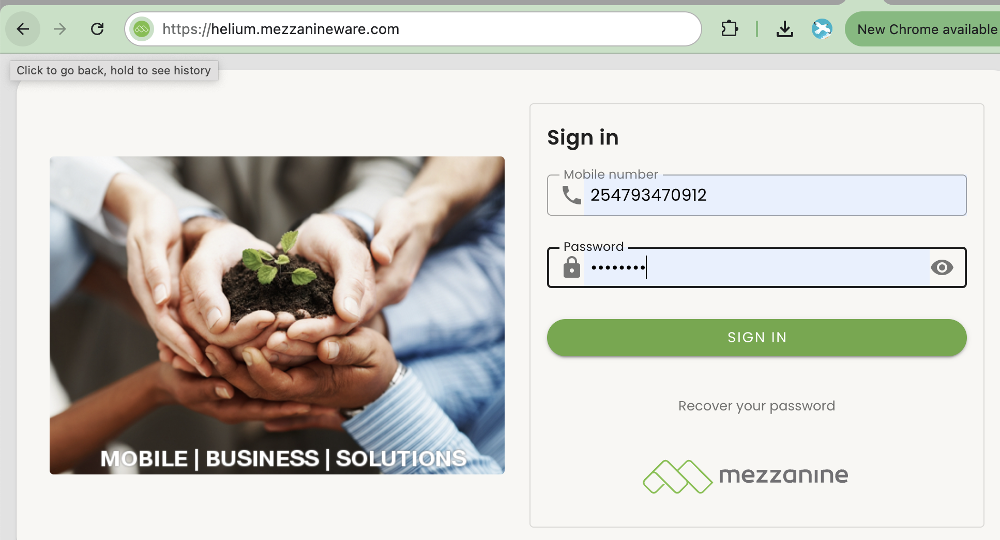 https://helium.mezzanineware.com
New Chrome available
Click to go back, hold to see history
Sign in
Mobile number
254793470912
Password
••••••••
SIGN IN
Recover your password
mezzanine
MOBILE | BUSINESS | SOLUTIONS